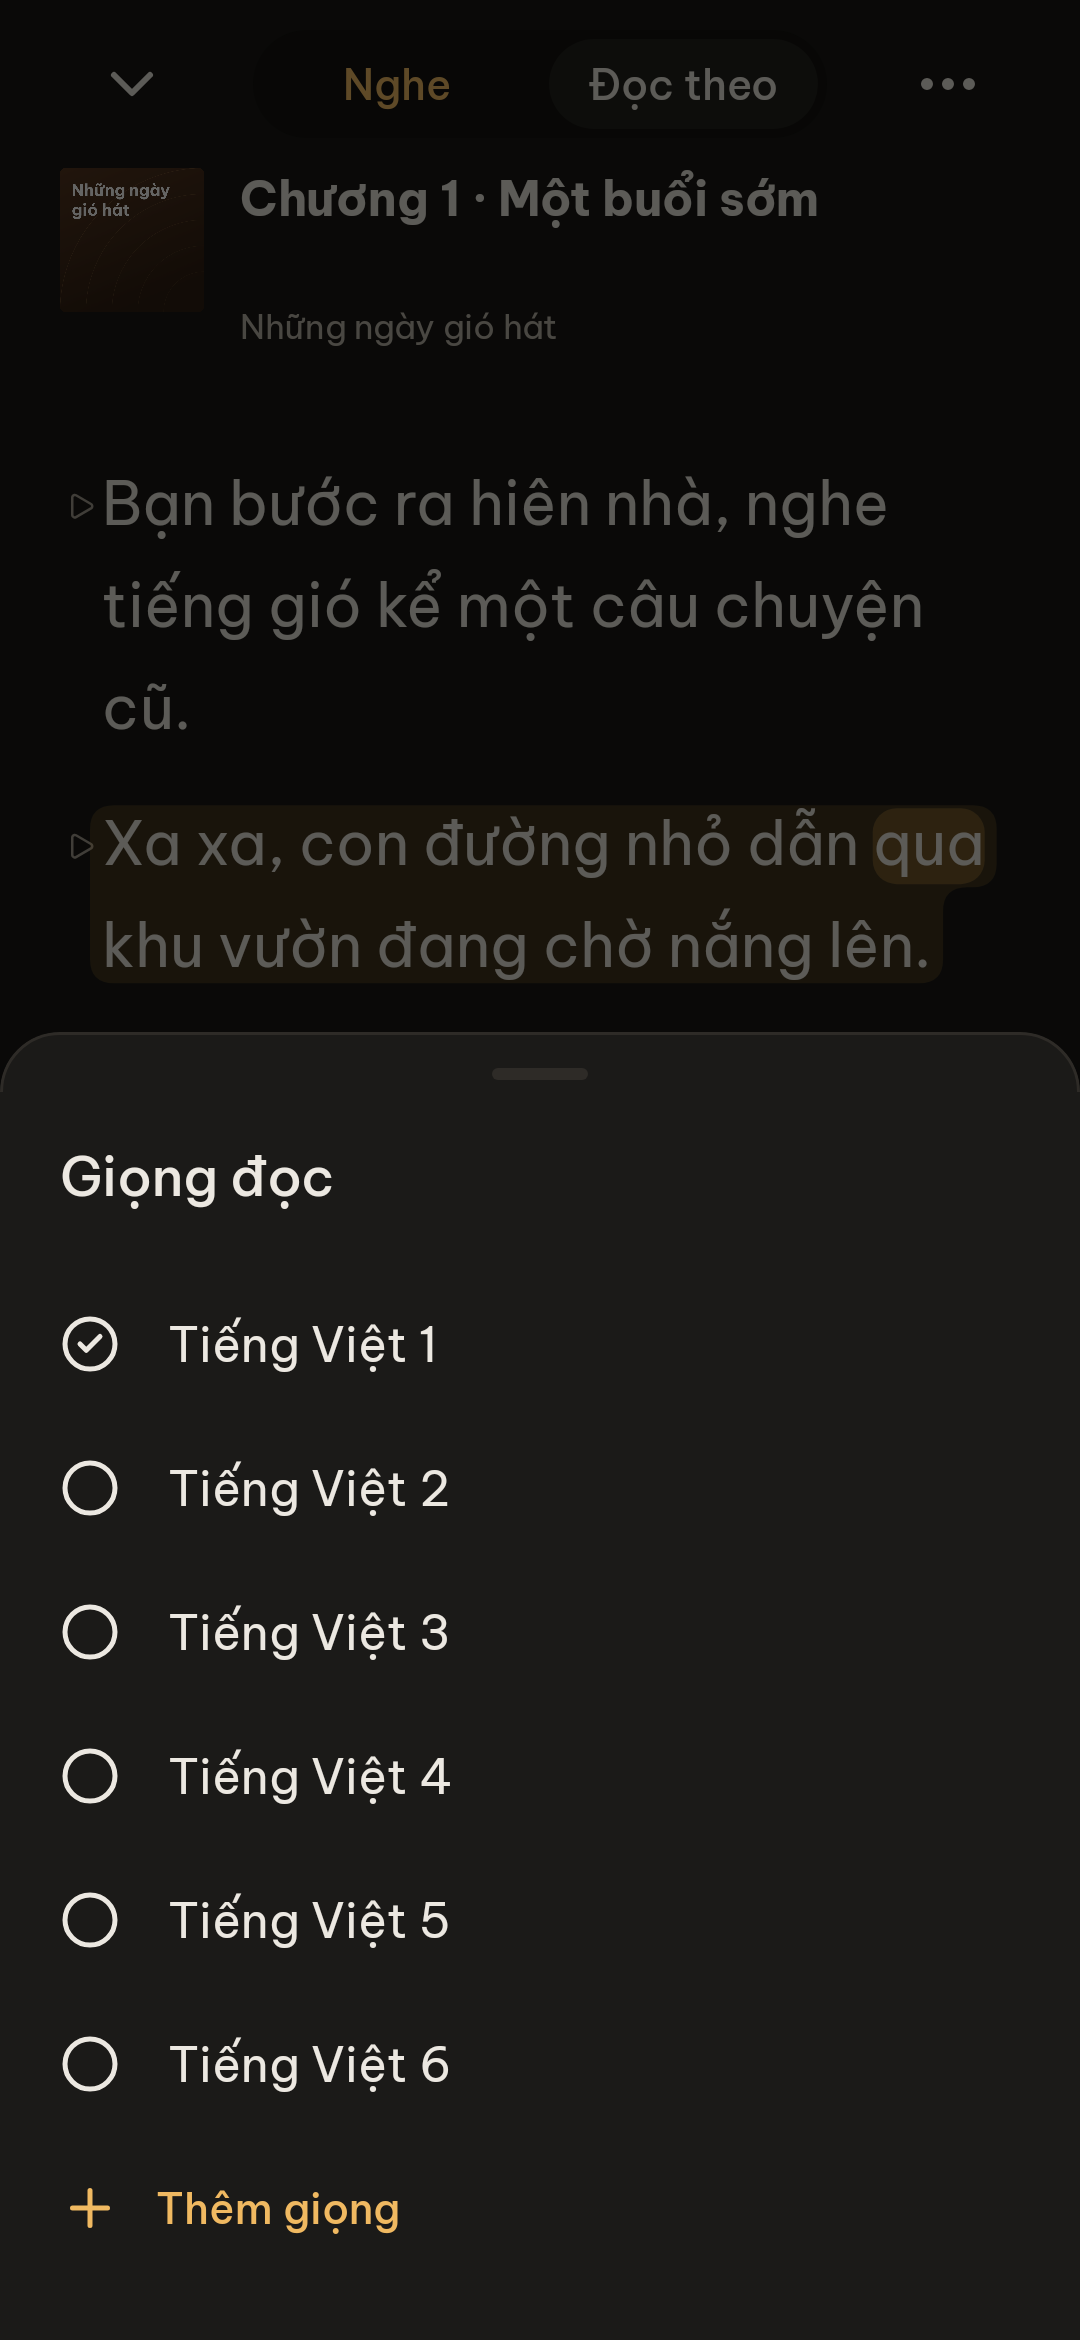 Nghe
Đọc theo
Những ngày
gió hát
Chương 1 · Một buổi sớm
Những ngày gió hát
Bạn bước ra hiên nhà, nghe
tiếng gió kể một câu chuyện
cũ.
Xa xa, con đường nhỏ dẫn qua
khu vườn đang chờ nắng lên.
Giọng đọc
Tiếng Việt 1
Tiếng Việt 2
Tiếng Việt 3
Tiếng Việt 4
Tiếng Việt 5
Tiếng Việt 6
Thêm giọng